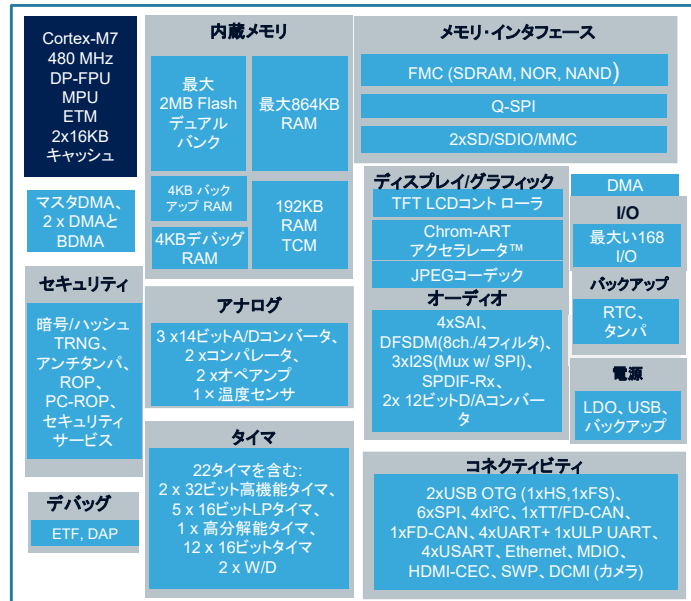 Cortex-M7
480 MHz
DP-FPU
MPU
ETM
2x16KB
キャッシュ
マスタDMA、
2 x DMAと
BDMA
セキュリティ
暗号/ハッシュ
TRNG、
アンチタンパ、
ROP、
PC-ROP、
セキュリティ
サービス
デバッグ
ETF, DAP
内蔵メモリ
最大
2MB Flash
デュアル
バンク
最大864KB
RAM
4KB バック
アップ RAM
4KBデバッグ
RAM
192KB
RAM
TCM
アナログ
3 x14ビットA/Dコンバータ、
2 xコンパレータ、
2 xオペアンプ
1×温度センサ
タイマ
22タイマを含む:
2 x 32ビット高機能タイマ、
5 x 16ビットLPタイマ、
1 x 高分解能タイマ、
12 x 16ビットタイマ
2 x W/D
メモリ・インタフェース
FMC (SDRAM, NOR, NAND)
Q-SPI
2xSD/SDIO/MMC
ディスプレイ/グラフィック
TFT LCDコント ローラ
Chrom-ART
アクセラレータ™
JPEGコーデック
オーディオ
4xSAI、
DFSDM(8ch./4フィルタ)、
3xI2S(Mux w/ SPI)、
SPDIF-Rx、
2x 12ビットD/Aコンバー
タ
DMA
I/O
最大い168
I/O
バックアップ
RTC、
タンパ
電源
LDO、USB、
バックアップ
コネクティビティ
2xUSB OTG (1xHS,1xFS)、
6xSPI、4xI²C、1xTT/FD-CAN、
1xFD-CAN、4xUART+ 1xULP UART、
4xUSART、Ethernet、MDIO、
HDMI-CEC、SWP、DCMI (カメラ)